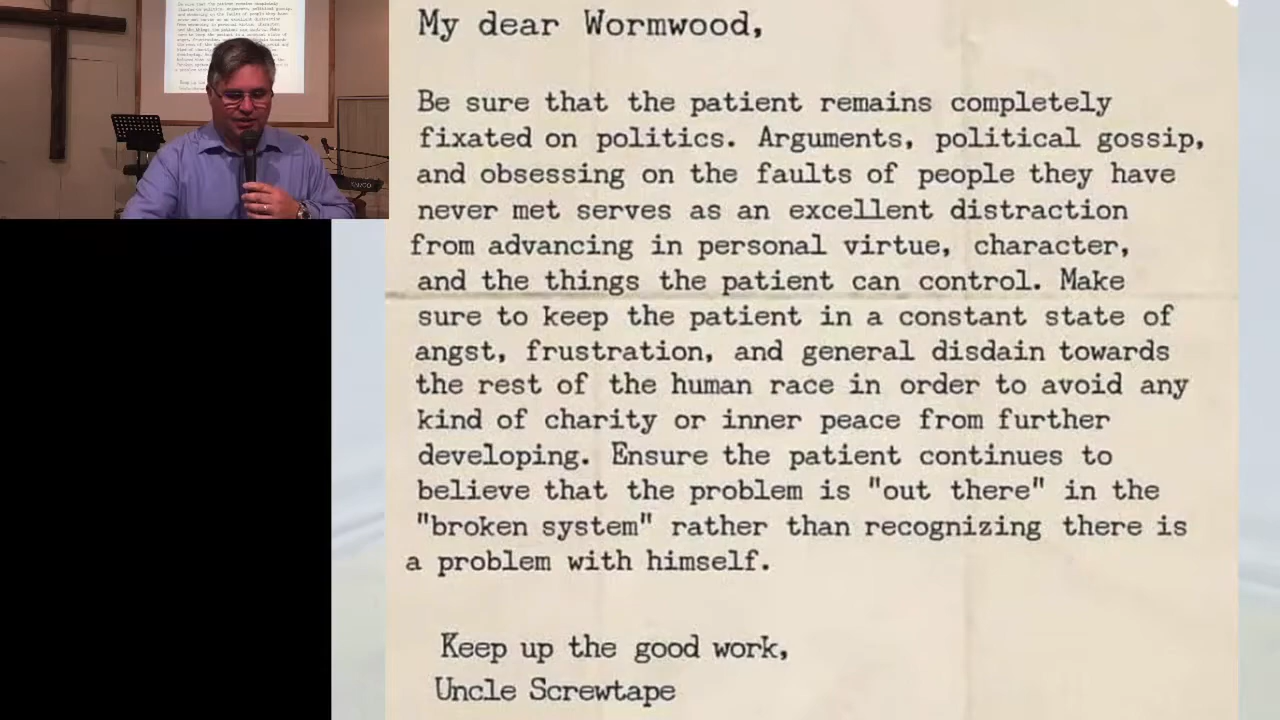 My dear Wormwood,
Be sure that the patient remains completely
fixated on politics. Arguments, political gossip,
and obsessing on the faults of people they have
never met serves as an excellent distraction
from advancing in personal virtue, character,
and the things the patient can control. Make
sure to keep the patient in a constant state of
angst, frustration, and general disdain towards
the rest of the human race in order to avoid any
kind of charity or inner peace from further
developing. Ensure the patient continues to
believe that the problem is "out there" in the
"broken system" rather than recognizing there is
a problem with himself.
Keep up the good work,
Uncle Screwtape